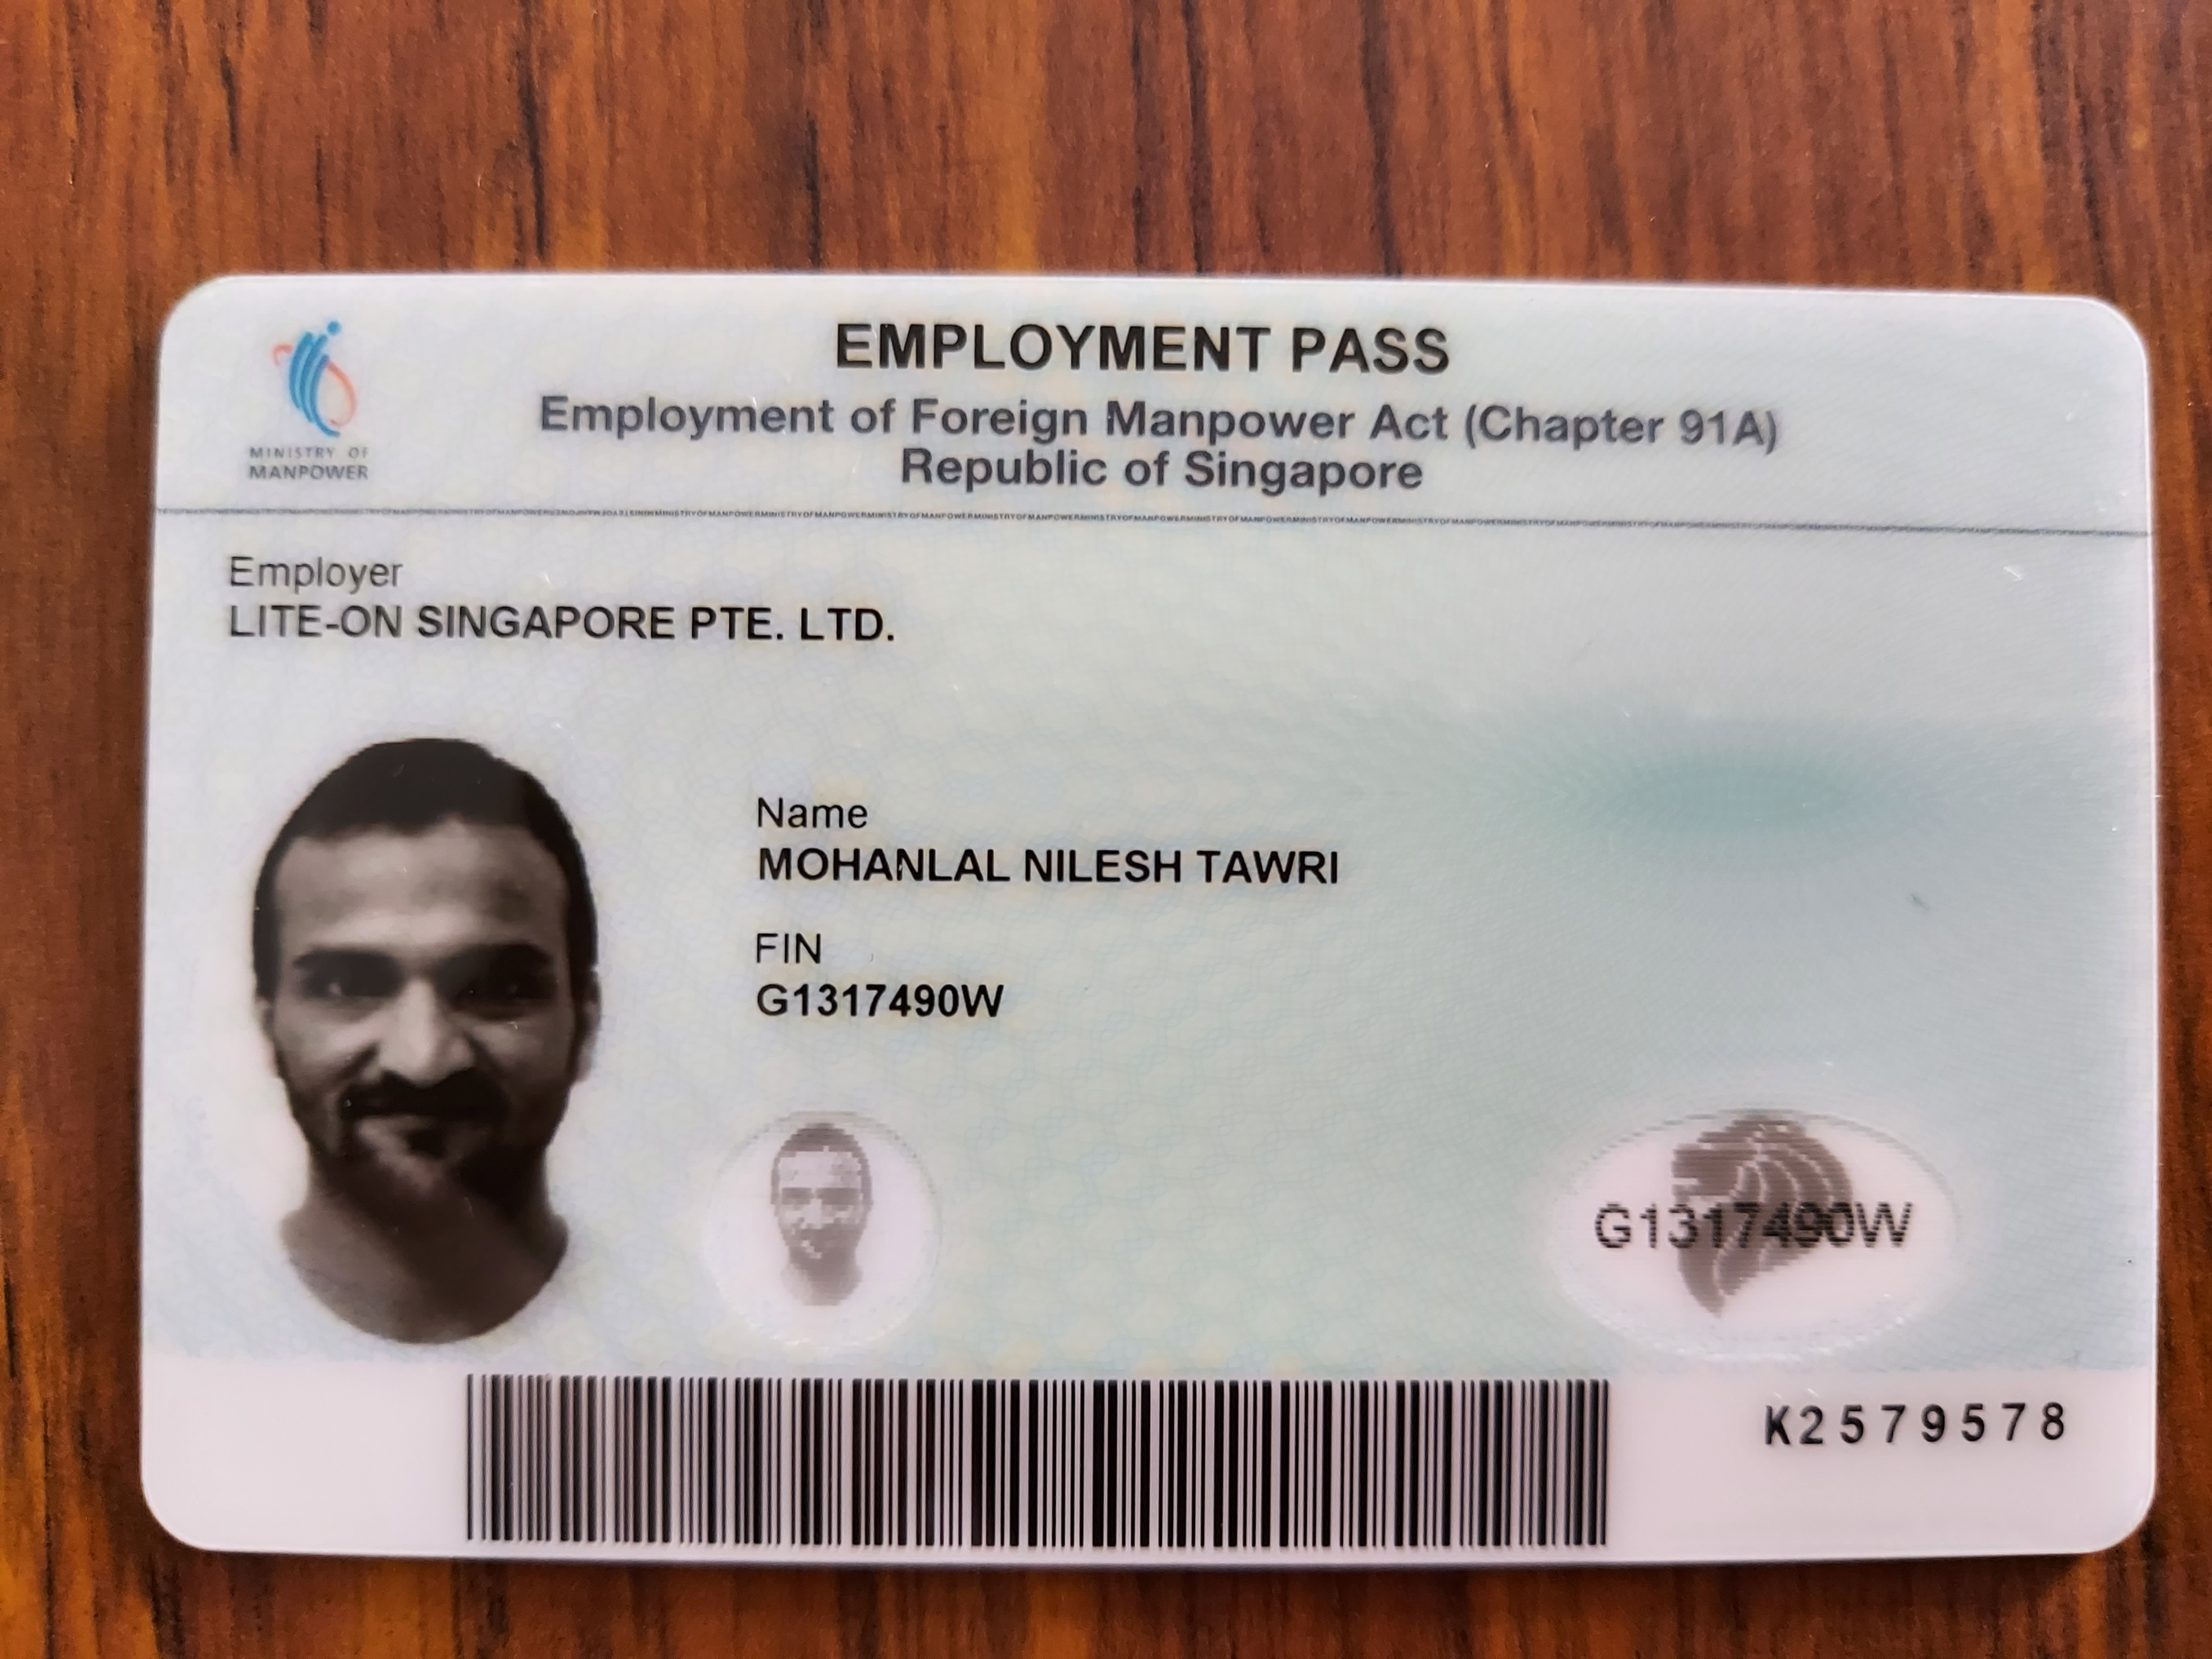 EMPLOYMENT PASS
Employment of Foreign Manpower Act (Chapter 91A)
Republic of Singapore
MINISTRY OF
MANPOWER
Employer
LITE-ON SINGAPORE PTE. LTD.
Name
MOHANLAL NILESH TAWRI
FIN
G1317490W
G1317490W
K2579578